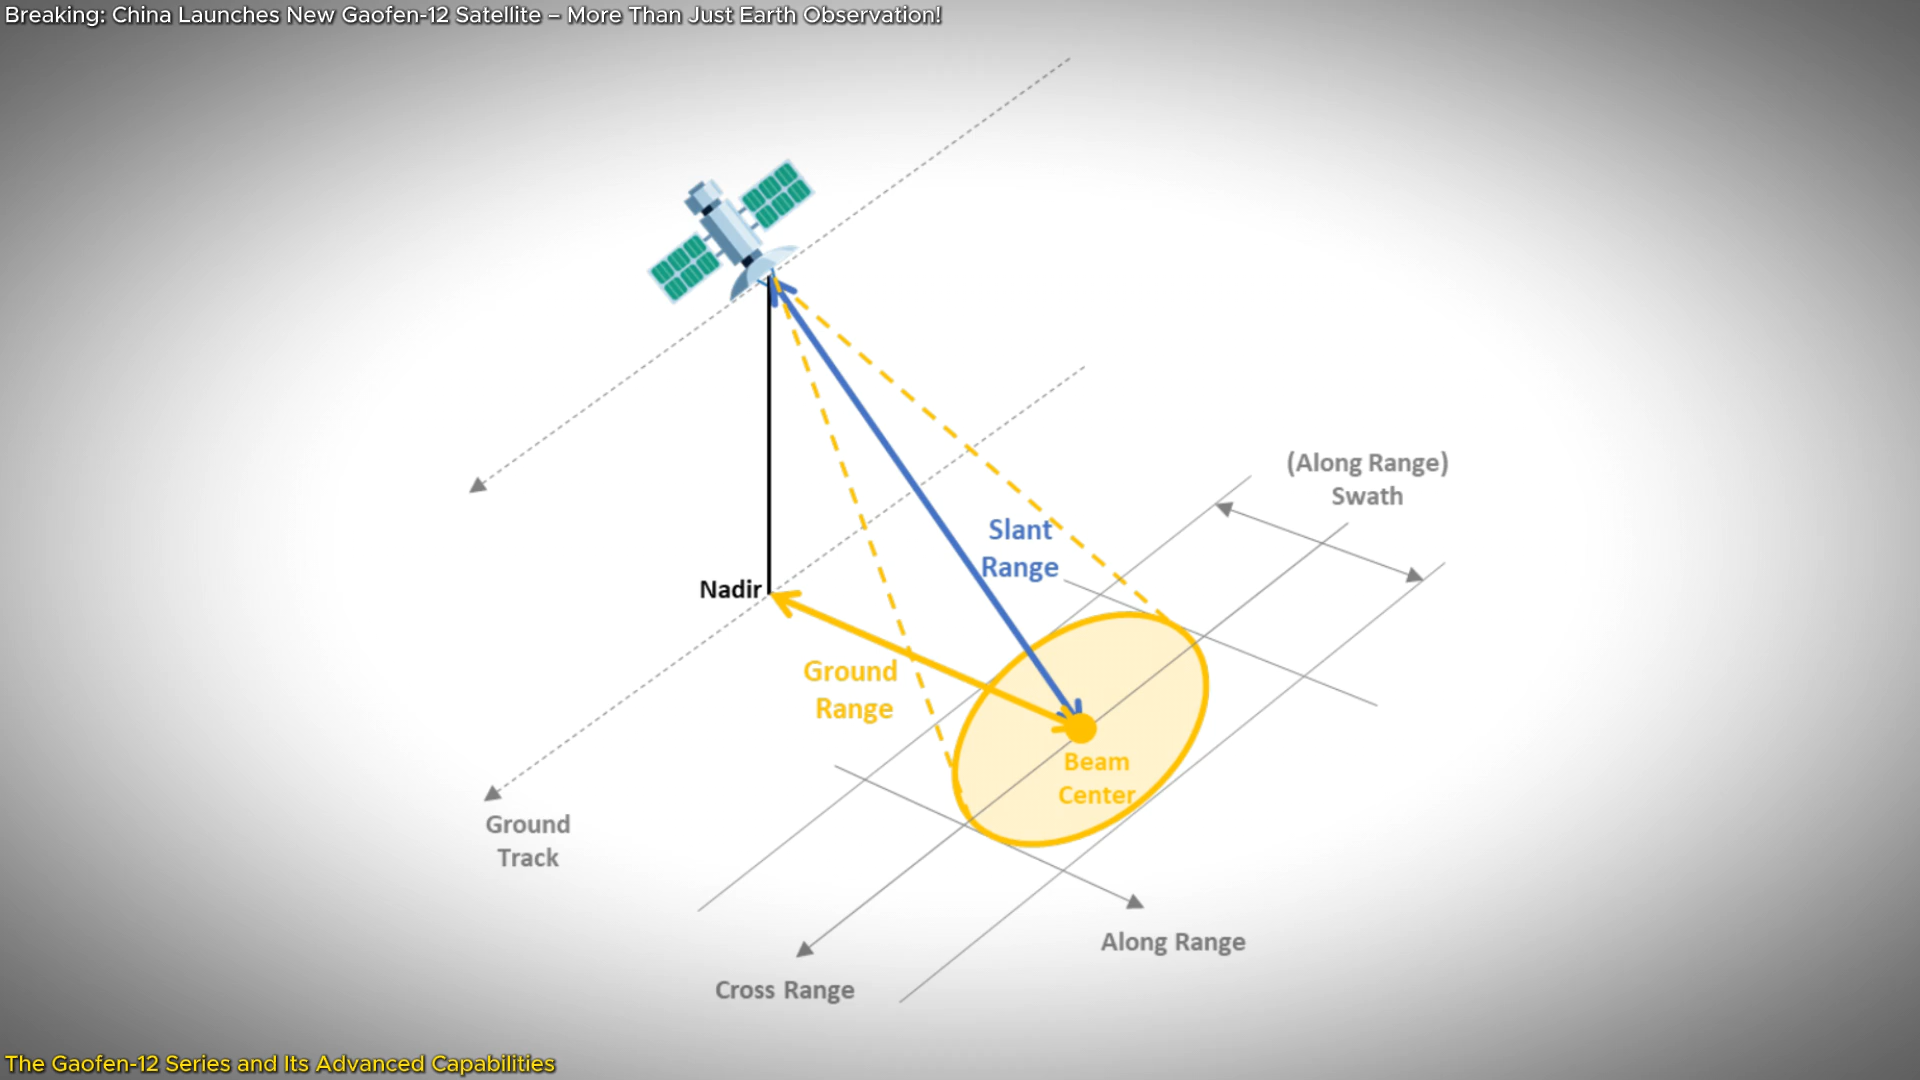 Breaking: China Launches New Gaofen-12 Satellite – More Than Just Earth Observation!
(Along Range)
Swath
Slant
Range
Nadir
Ground
Range
Beam
Center
Ground
Track
Along Range
Cross Range
The Gaofen-12 Series and Its Advanced Capabilities